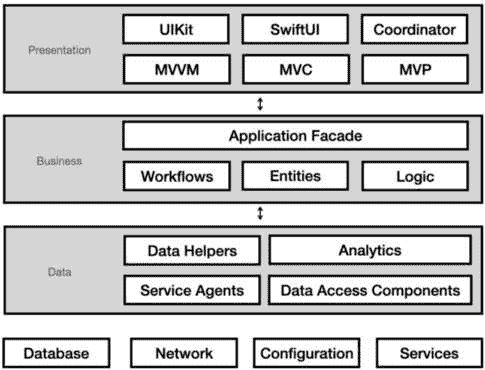 Presentation
UIKit
SwiftUI
Coordinator
MVVM
MVC
MVP
Business
Application Facade
Workflows
Entities
Logic
Data
Data Helpers
Analytics
Service Agents
Data Access Components
Database
Network
Configuration
Services